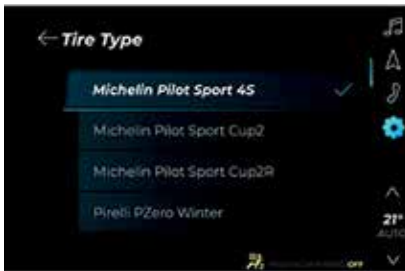 Tire Type
Michelin Pilot Sport 4S
Michelin Pilot Sport Cup2
Michelin Pilot Sport Cup2R
Pirelli PZero Winter
21°
AUTO
OFF